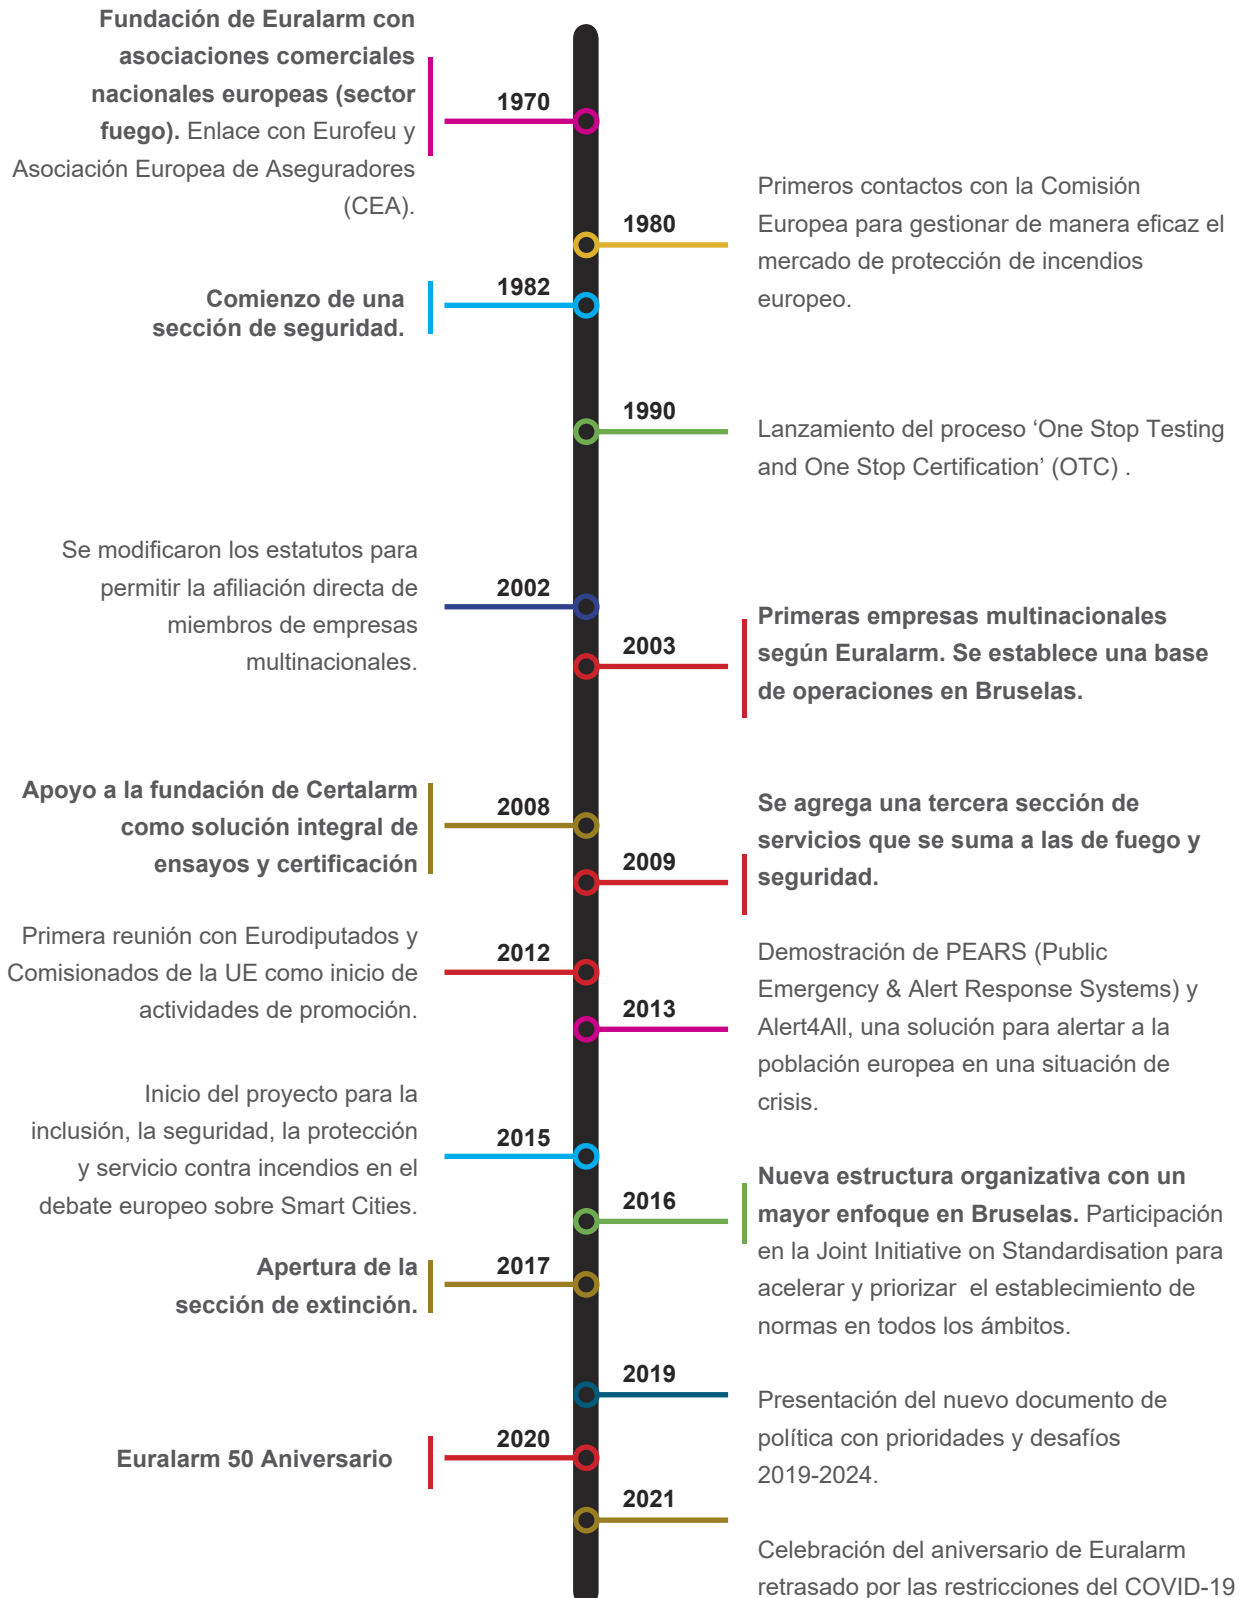 Fundación de Euralarm con
asociaciones comerciales
nacionales europeas (sector
fuego). Enlace con Eurofeu y
Asociación Europea de Aseguradores
(CEA).
1970
1980
Primeros contactos con la Comisión
Europea para gestionar de manera eficaz el
mercado de protección de incendios
europeo.
1982
Comienzo de una
sección de seguridad.
1990
Lanzamiento del proceso ‘One Stop Testing
and One Stop Certification’ (OTC) .
Se modificaron los estatutos para
permitir la afiliación directa de
miembros de empresas
multinacionales.
2002
2003
Primeras empresas multinacionales
según Euralarm. Se establece una base
de operaciones en Bruselas.
Apoyo a la fundación de Certalarm
como solución integral de
ensayos y certificación
2008
2009
Se agrega una tercera sección de
servicios que se suma a las de fuego y
seguridad.
Primera reunión con Eurodiputados y
Comisionados de la UE como inicio de
actividades de promoción.
2012
2013
Demostración de PEARS (Public
Emergency & Alert Response Systems) y
Alert4All, una solución para alertar a la
población europea en una situación de
crisis.
Inicio del proyecto para la
inclusión, la seguridad, la protección
y servicio contra incendios en el
debate europeo sobre Smart Cities.
2015
2016
Nueva estructura organizativa con un
mayor enfoque en Bruselas. Participación
en la Joint Initiative on Standardisation para
acelerar y priorizar  el establecimiento de
normas en todos los ámbitos.
Apertura de la
sección de extinción.
2017
2019
Presentación del nuevo documento de
política con prioridades y desafíos
2019-2024.
Euralarm 50 Aniversario
2020
2021
Celebración del aniversario de Euralarm
retrasado por las restricciones del COVID-19